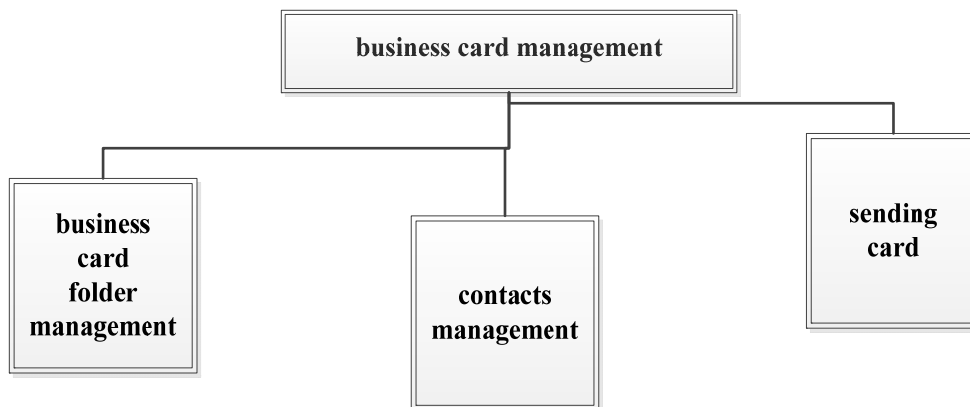 business card management
business
card
folder
management
contacts
management
sending
card